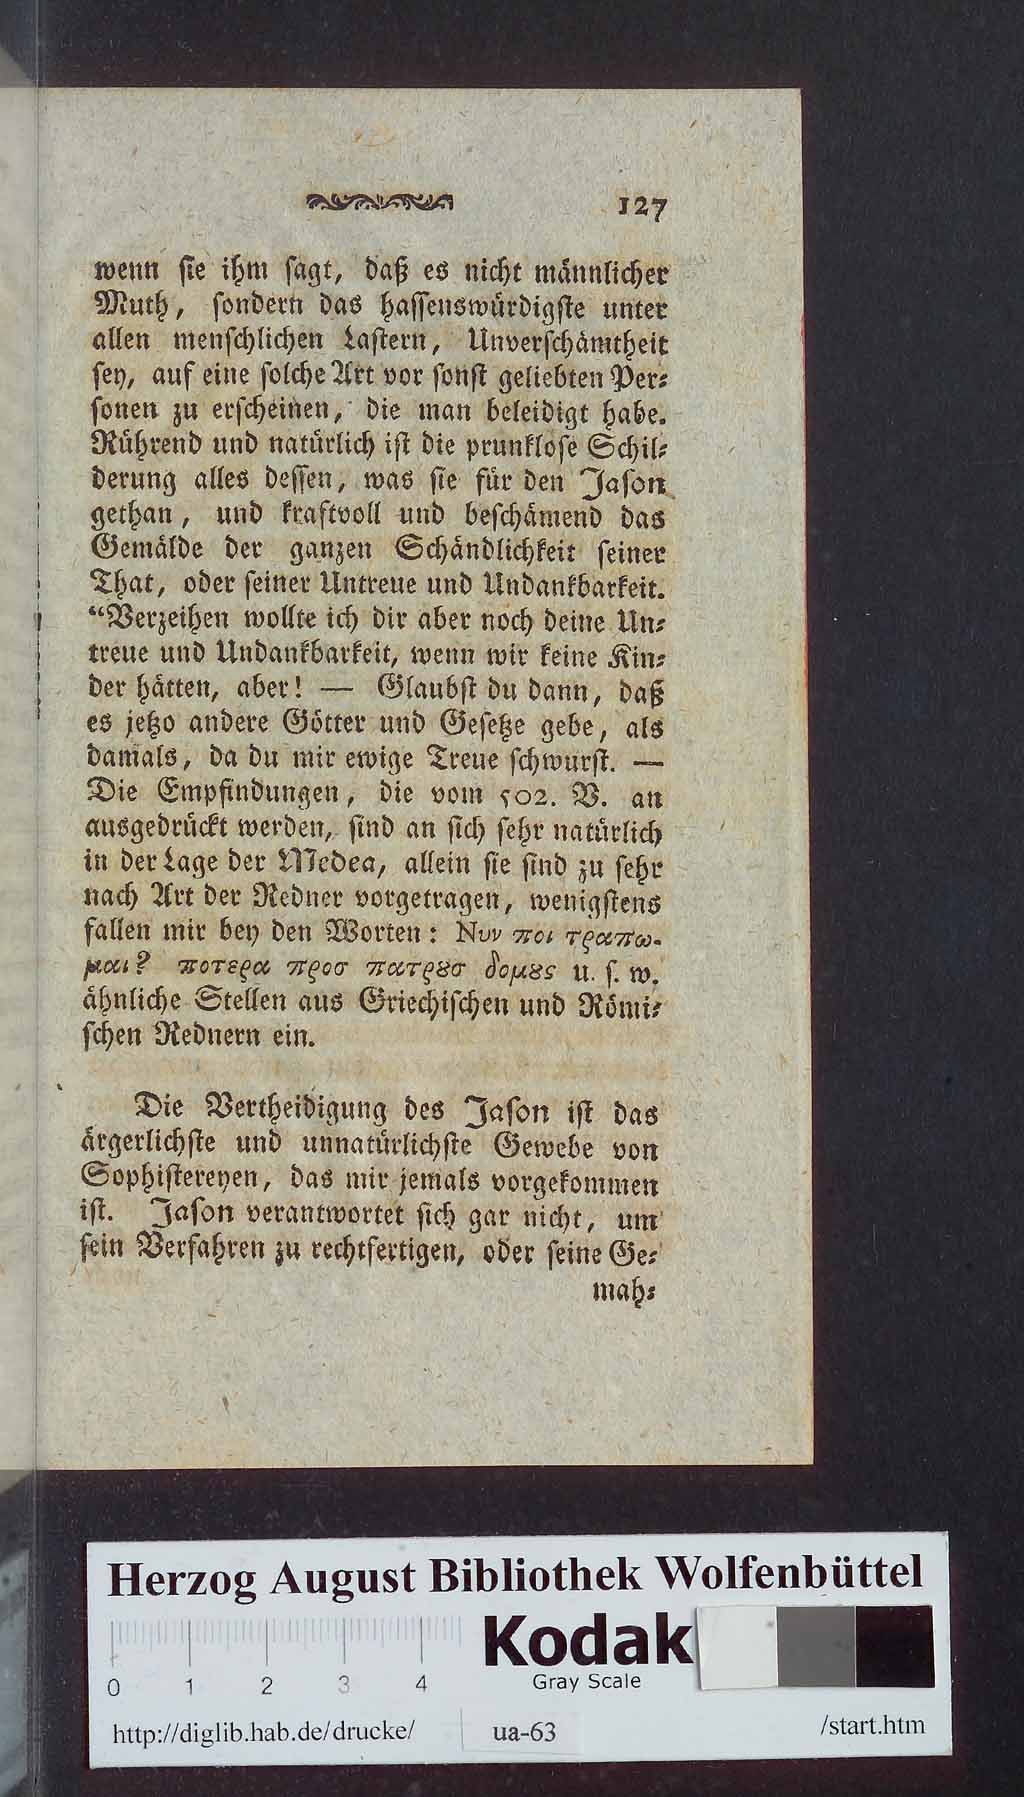 127
wenn sie ihm sagt, daß es nicht männlicher
Muth, sondern das hassenswürdigste unter
allen menschlichen Lastern, Unverschämtheit
sey, auf eine solche Art vor sonst geliebten Per-
sonen zu erscheinen, die man beleidigt habe.
Rührend und natürlich ist die prunklose Schil-
derung alles dessen, was sie für den Jason
gethan, und kraftvoll und beschämend das
Gemälde der ganzen Schändlichkeit seiner
That, oder seiner Untreue und Undankbarkeit.
“Verzeihen wollte ich dir aber noch deine Un-
treue und Undankbarkeit, wenn wir keine Kin-
der hätten, aber! — Glaubst du dann, daß
es jetzo andere Götter und Gesetze gebe, als
damals, da du mir ewige Treue schwurst. —
Die Empfindungen, die vom 502. V. an
ausgedrückt werden, sind an sich sehr natürlich
in der Lage der Medea, allein sie sind zu sehr
nach Art der Redner vorgetragen, wenigstens
fallen mir bey den Worten: Νυν ποι τραπω-
μαι? ποτερα προσ πατρȣσ δομȣς u. s. w.
ähnliche Stellen aus Griechischen und Römi-
schen Rednern ein.
Die Vertheidigung des Jason ist das
ärgerlichste und unnatürlichste Gewebe von
Sophistereyen, das mir jemals vorgekommen
ist. Jason verantwortet sich gar nicht, um
sein Verfahren zu rechtfertigen, oder seine Ge-
mah-
Herzog August Bibliothek Wolfenbüttel
Kodak
Gray Scale
0 1 2 3 4
http://diglib.hab.de/drucke/ ua-63 /start.htm